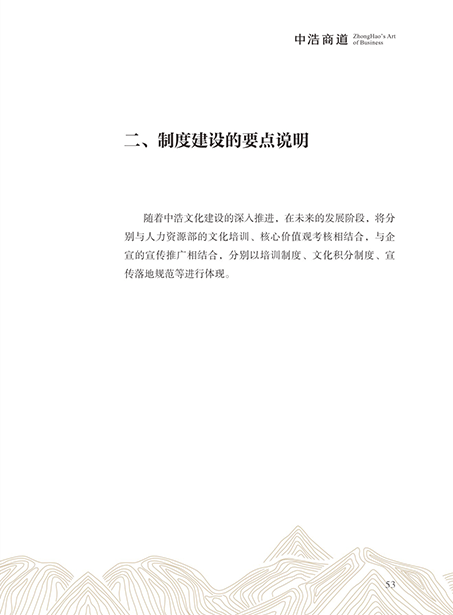 中浩商道 ZhongHao's Art
of Business
二、制度建设的要点说明
随着中浩文化建设的深入推进，在未来的发展阶段，将分
别与人力资源部的文化培训、核心价值观考核相结合，与企
宣的宣传推广相结合，分别以培训制度、文化积分制度、宣
传落地规范等进行体现。
53